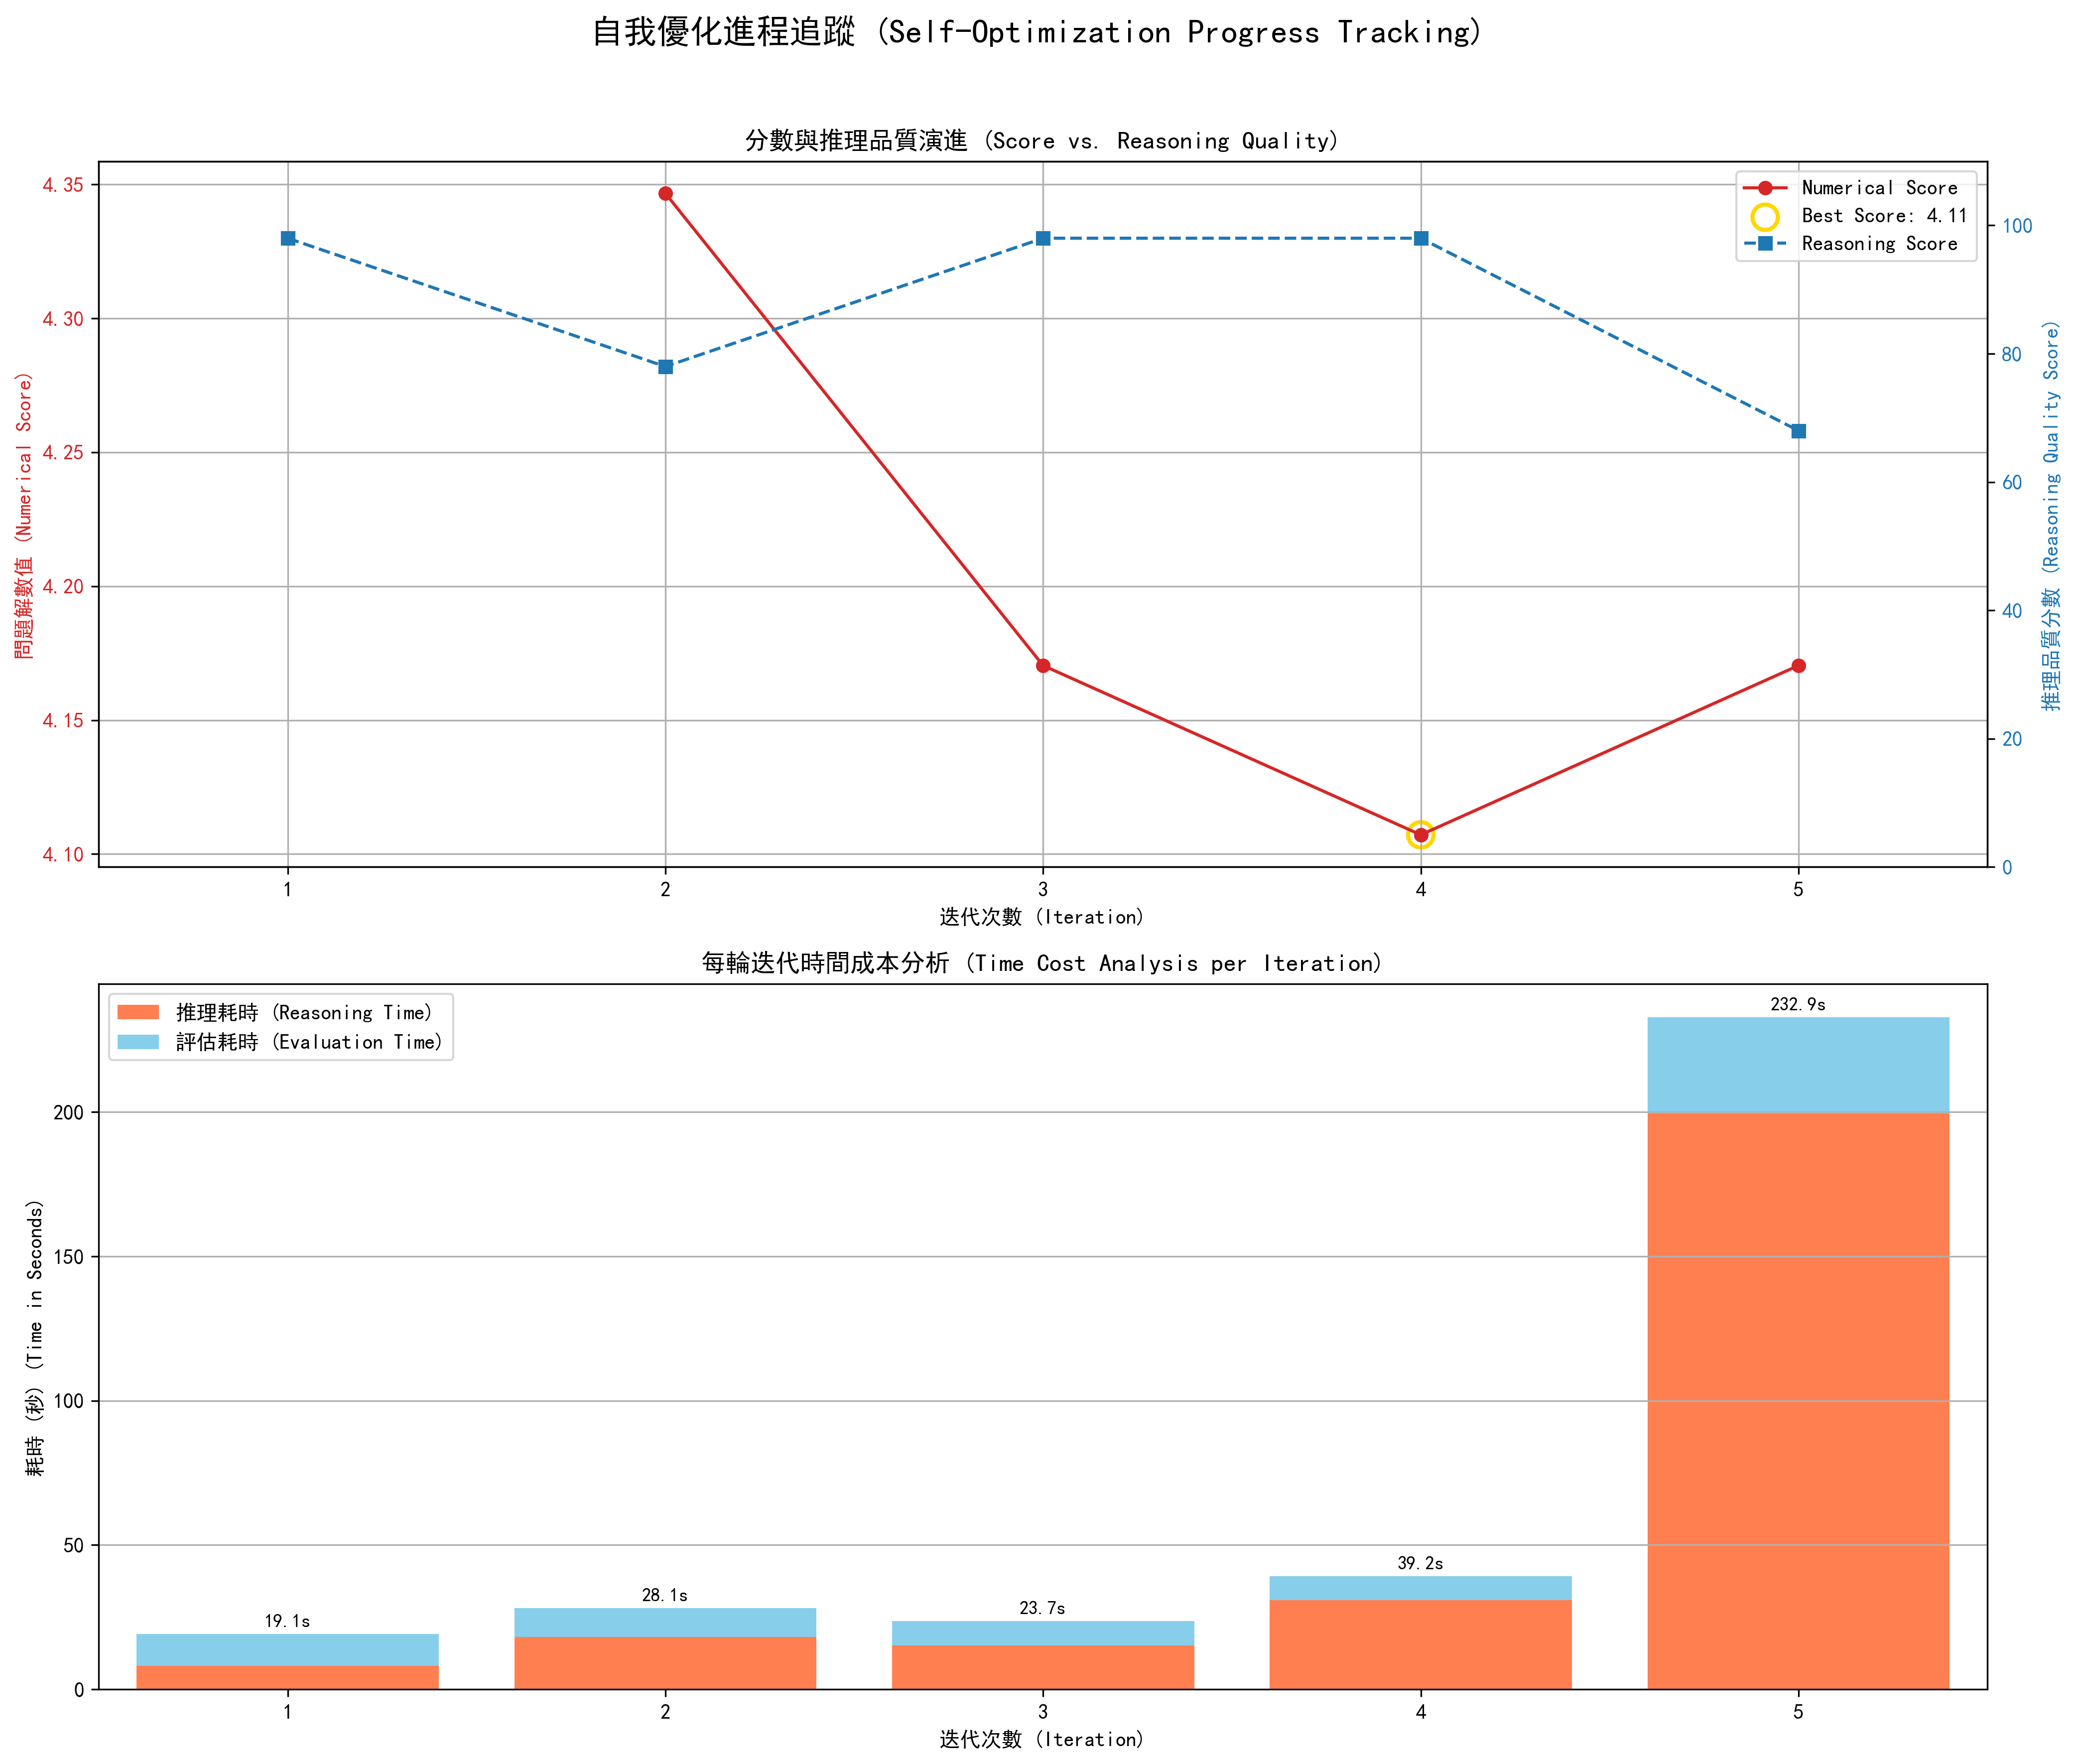 自我優化進程追蹤 (Self-Optimization Progress Tracking)
分數與推理品質演進 (Score vs. Reasoning Quality)
問題解數值 (Numerical Score)
4.35
4.30
4.25
4.20
4.15
4.10
Numerical Score
Best Score: 4.11
Reasoning Score
推理品質分數 (Reasoning Quality Score)
100
80
60
40
20
0
1 2 3 4 5
迭代次數 (Iteration)
每輪迭代時間成本分析 (Time Cost Analysis per Iteration)
推理耗時 (Reasoning Time)
評估耗時 (Evaluation Time)
耗時 (秒) (Time in Seconds)
200
150
100
50
0
19.1s
28.1s
23.7s
39.2s
232.9s
1 2 3 4 5
迭代次數 (Iteration)